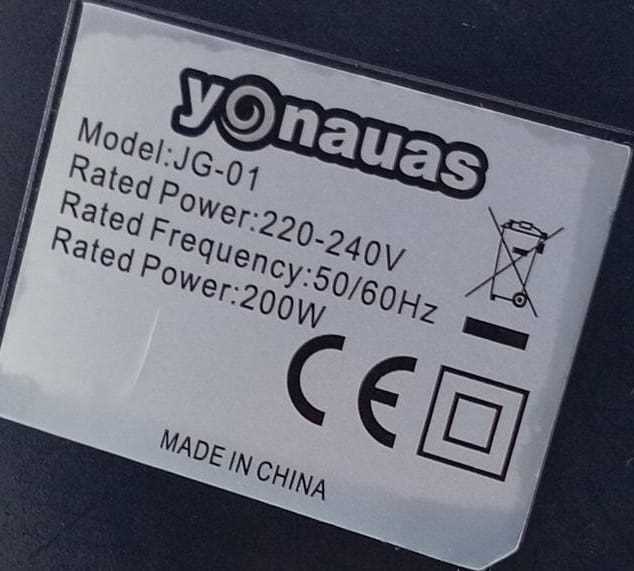 yonauas
Model:JG-01
Rated Power:220-240V
Rated Frequency:50/60Hz
Rated Power:200W
CE
MADE IN CHINA